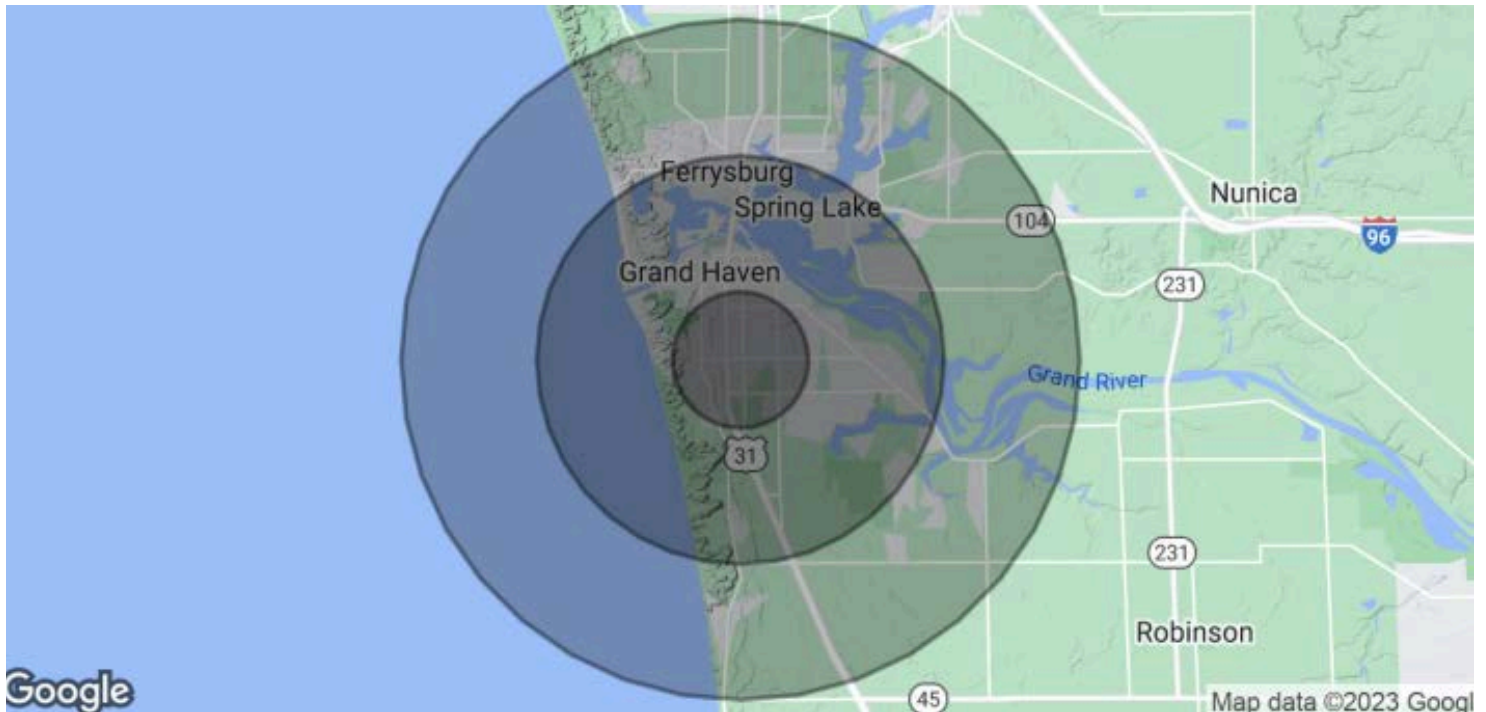 Ferrysburg
Nunica
Spring Lake
104
96
Grand Haven
231
Grand River
31
231
Robinson
Google
45
Map data ©2023 Googl